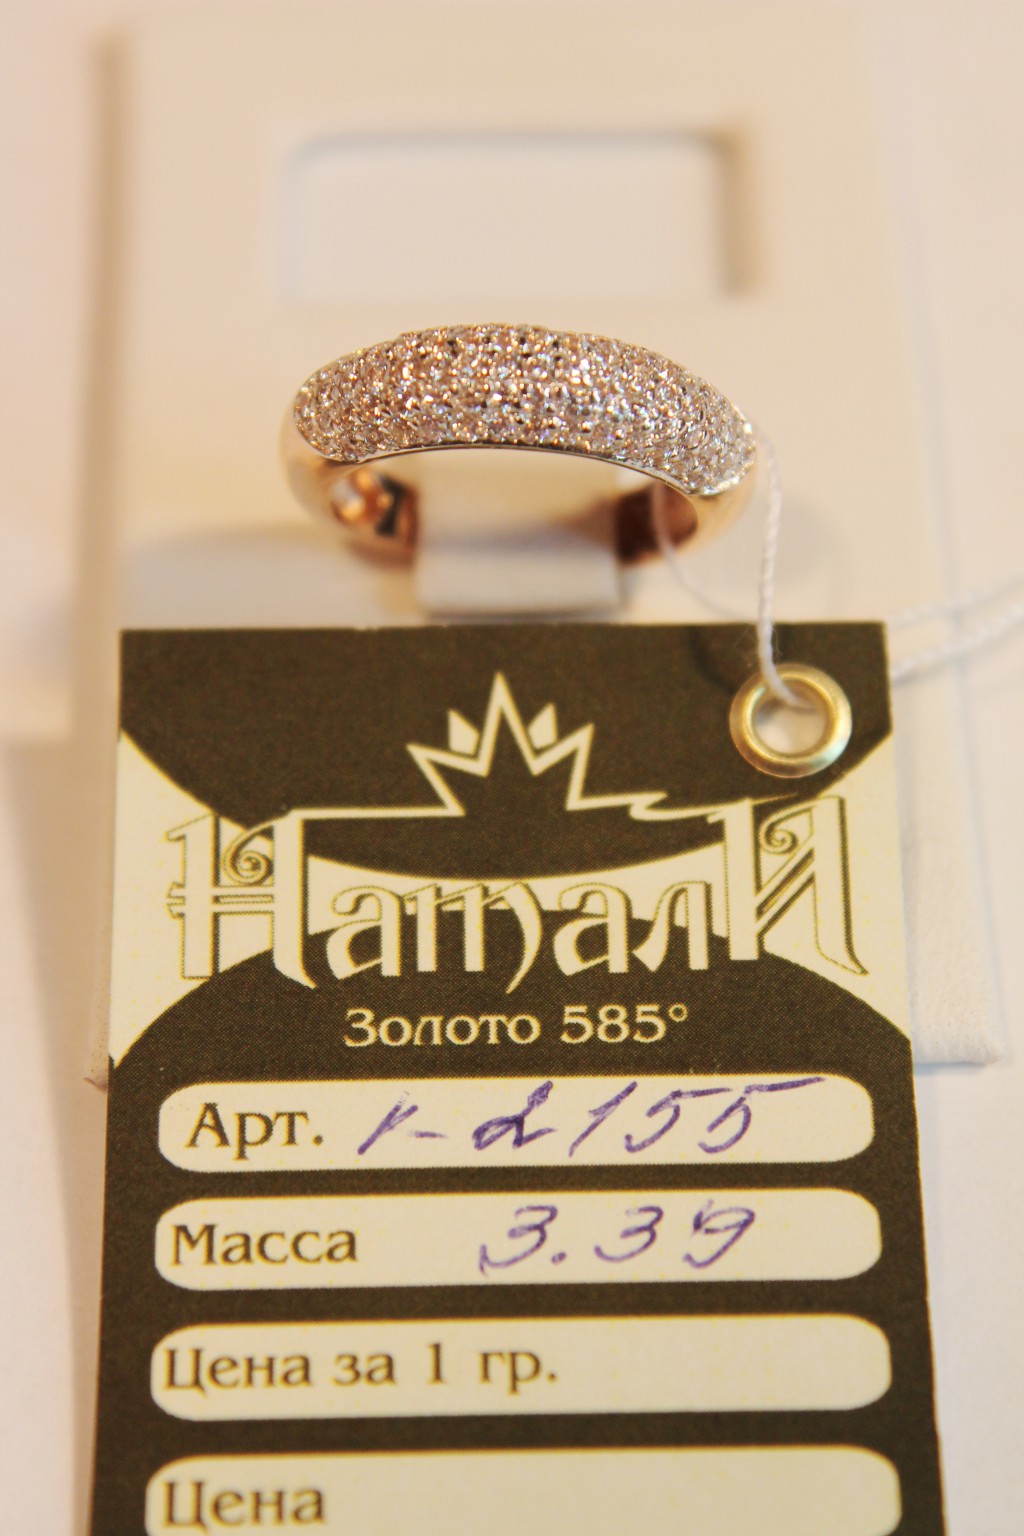 Натали
Золото 585°
Арт. К-2155
Масса 3.39
Цена за 1 гр.
Цена